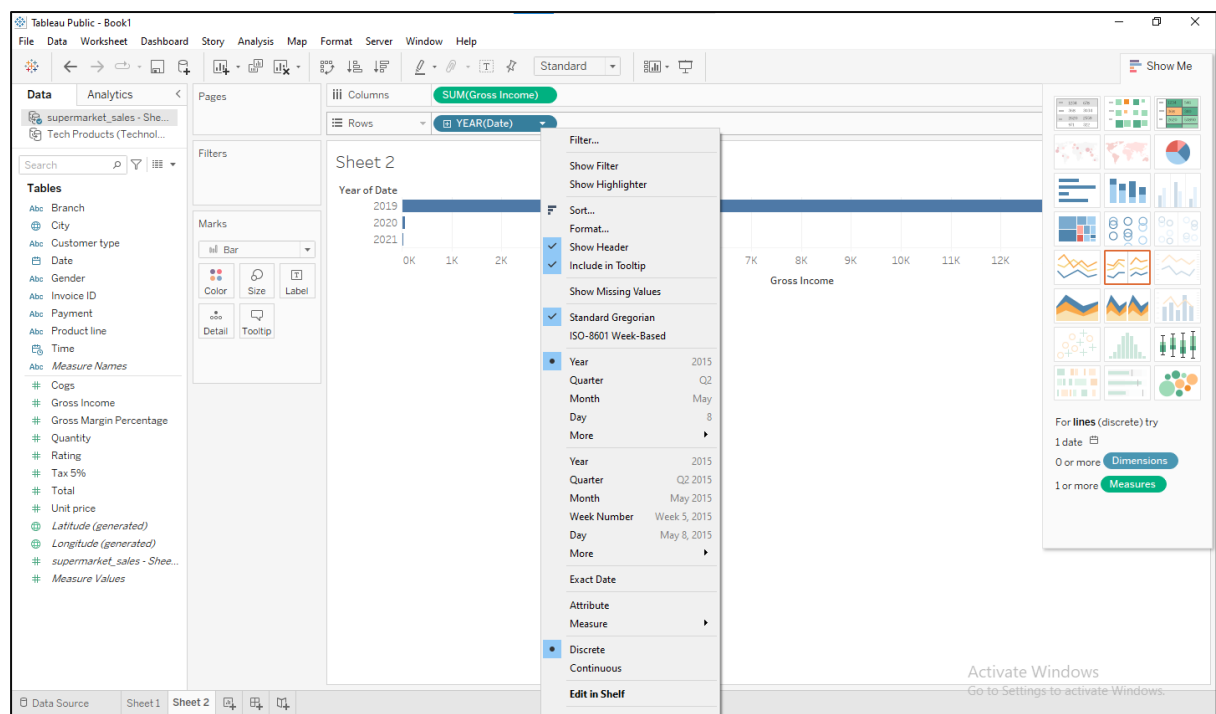 Tableau Public - Book1
File Data Worksheet Dashboard Story Analysis Map Format Server Window Help
Standard
Show Me
Data Analytics
supermarket_sales - She...
Tech Products (Technol...
Search
Tables
Abc Branch
City
Abc Customer type
Date
Abc Gender
Abc Invoice ID
Abc Payment
Abc Product line
Time
Abc Measure Names
# Cogs
# Gross Income
# Gross Margin Percentage
# Quantity
# Rating
# Tax 5%
# Total
# Unit price
Latitude (generated)
Longitude (generated)
# supermarket_sales - Shee...
# Measure Values
Pages
Filters
Marks
Bar
Color Size Label
Detail Tooltip
Columns SUM(Gross Income)
Rows YEAR(Date)
Sheet 2
Year of Date
2019
2020
2021
0K 1K 2K 7K 8K 9K 10K 11K 12K
Gross Income
Filter...
Show Filter
Show Highlighter
Sort...
Format...
Show Header
Include in Tooltip
Show Missing Values
Standard Gregorian
ISO-8601 Week-Based
Year 2015
Quarter Q2
Month May
Day 8
More
Year 2015
Quarter Q2 2015
Month May 2015
Week Number Week 5, 2015
Day May 8, 2015
More
Exact Date
Attribute
Measure
Discrete
Continuous
Edit in Shelf
For lines (discrete) try
1 date
0 or more Dimensions
1 or more Measures
Activate Windows
Go to Settings to activate Windows.
Data Source Sheet 1 Sheet 2